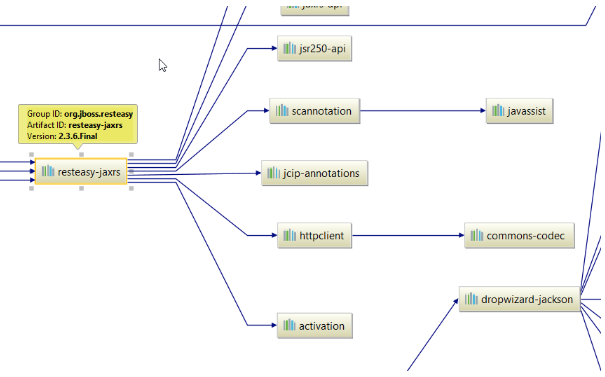 jsr250-api
scannotation
javassist
Group ID: org.jboss.resteasy
Artifact ID: resteasy-jaxrs
Version: 2.3.6.Final
resteasy-jaxrs
jcip-annotations
httpclient
commons-codec
dropwizard-jackson
activation